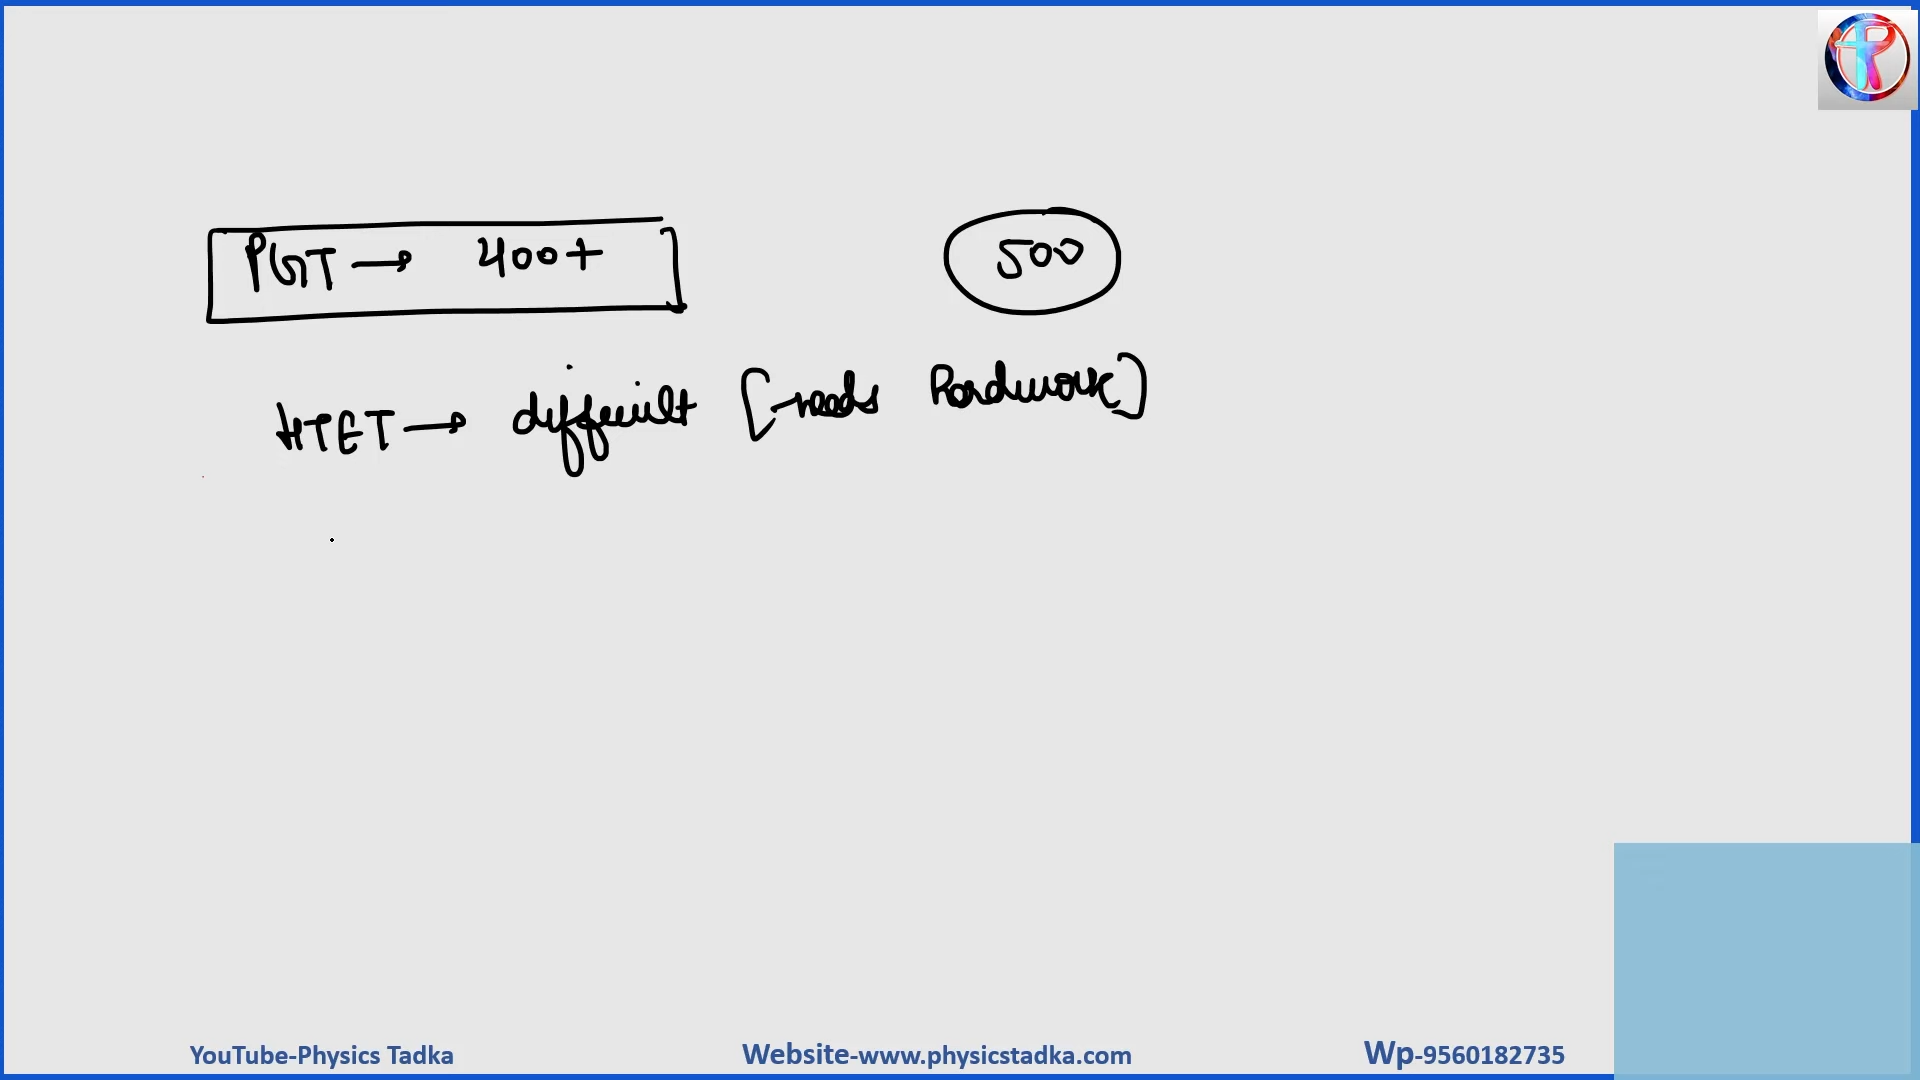 PGT → 400+ 500
HTET → difficult [needs Hardwork]
YouTube-Physics Tadka Website-www.physicstadka.com Wp-9560182735